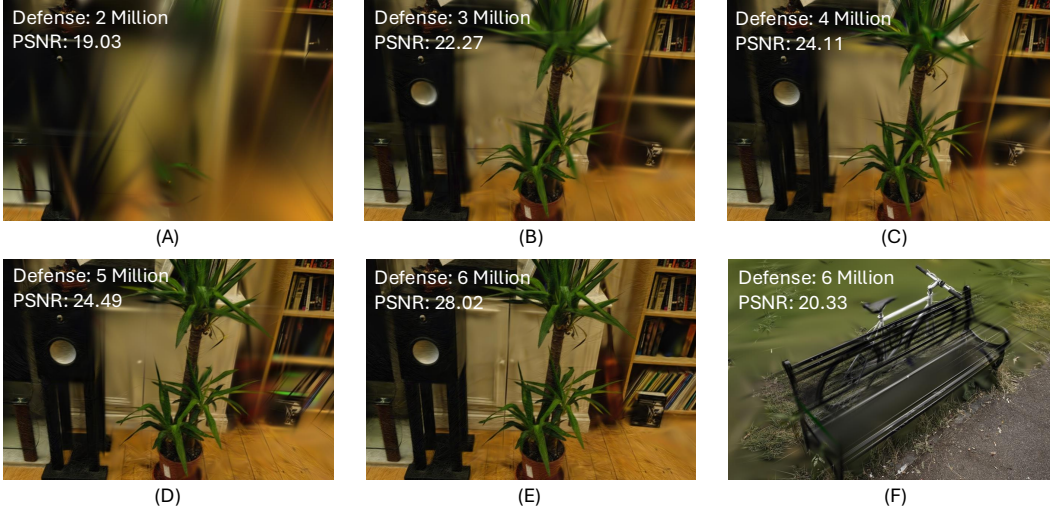 Defense: 2 Million
PSNR: 19.03
Defense: 3 Million
PSNR: 22.27
Defense: 4 Million
PSNR: 24.11
(A)
(B)
(C)
Defense: 5 Million
PSNR: 24.49
Defense: 6 Million
PSNR: 28.02
Defense: 6 Million
PSNR: 20.33
(D)
(E)
(F)